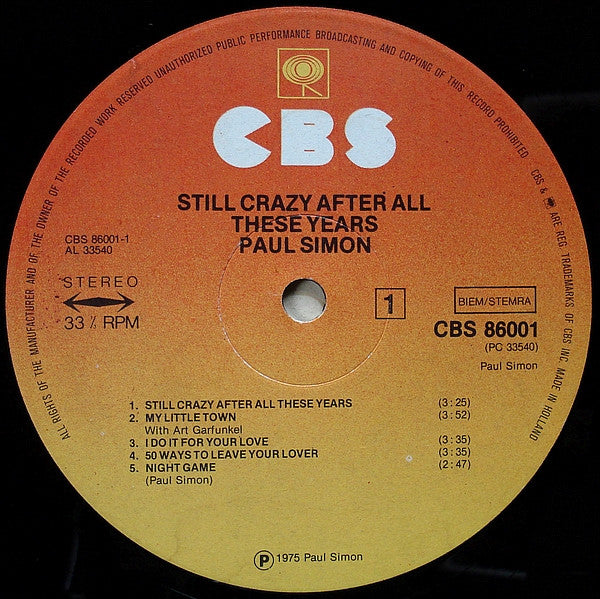 ALL RIGHTS OF THE MANUFACTURER AND OF THE OWNER OF THE RECORDED WORK RESERVED UNAUTHORIZED PUBLIC PERFORMANCE BROADCASTING AND COPYING OF THIS RECORD PROHIBITED CBS & ARE REG. TRADEMARKS OF CBS INC. MADE IN HOLLAND
CBS
STILL CRAZY AFTER ALL
THESE YEARS
PAUL SIMON
CBS 86001-1
AL 33540
STEREO
33 ⅓ RPM
1
BIEM/STEMRA
CBS 86001
(PC 33540)
Paul Simon
1. STILL CRAZY AFTER ALL THESE YEARS (3:25)
2. MY LITTLE TOWN (3:52)
With Art Garfunkel
3. I DO IT FOR YOUR LOVE (3:35)
4. 50 WAYS TO LEAVE YOUR LOVER (3:35)
5. NIGHT GAME (2:47)
(Paul Simon)
℗ 1975 Paul Simon